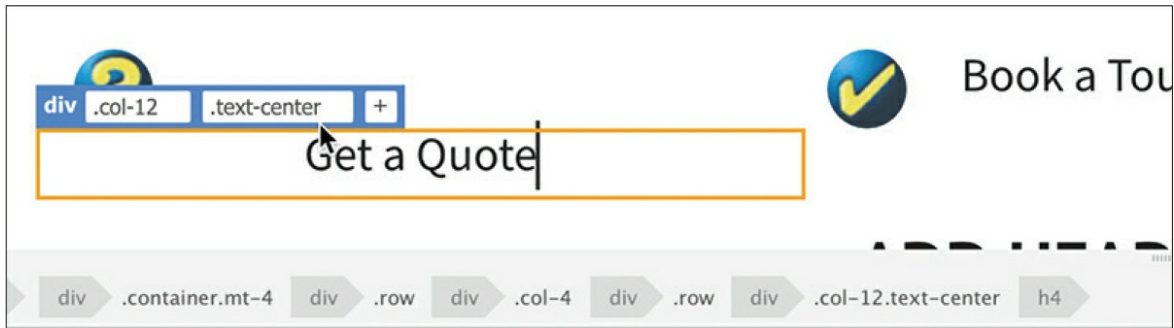 Book a Tou
div .col-12 .text-center +
Get a Quote
div .container.mt-4 div .row div .col-4 div .row div .col-12.text-center h4